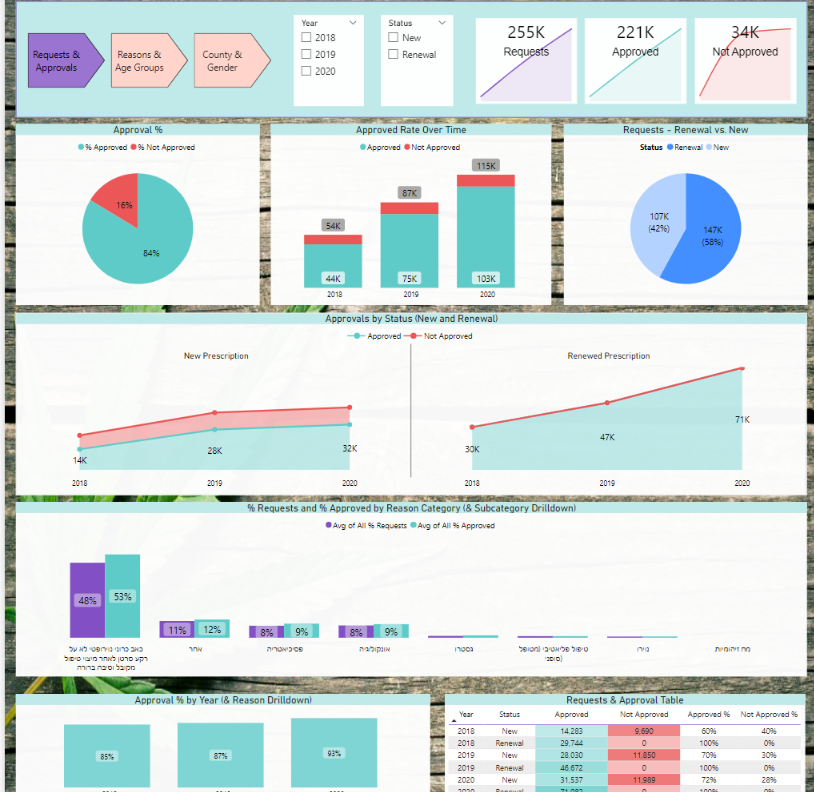 Requests &
Approvals
Reasons &
Age Groups
County &
Gender
Year
2018
2019
2020
Status
New
Renewal
255K
Requests
221K
Approved
34K
Not Approved
Approval %
% Approved % Not Approved
16%
84%
Approved Rate Over Time
Approved Not Approved
54K
87K
115K
44K
75K
103K
2018
2019
2020
Requests - Renewal vs. New
Status Renewal New
107K
(42%)
147K
(58%)
Approvals by Status (New and Renewal)
Approved Not Approved
New Prescription
14K
28K
32K
2018
2019
2020
Renewed Prescription
30K
47K
71K
2018
2019
2020
% Requests and % Approved by Reason Category (& Subcategory Drilldown)
Avg of All % Requests Avg of All % Approved
48%
53%
11%
12%
8%
9%
8%
9%
כאב כרוני נוירופטי לא על
רקע סרטן לאחר מיצוי טיפול
מקובל וסיבה ברורה
אחר
פסיכיאטריה
אונקולוגיה
גסטרו
טיפול פליאטיבי (מטופל
סופני)
נוירו
מח' זיהומיות
Approval % by Year (& Reason Drilldown)
85%
87%
93%
Requests & Approval Table
Year Status Approved Not Approved Approved % Not Approved %
2018 New 14,283 9,690 60% 40%
2018 Renewal 29,744 0 100% 0%
2019 New 28,030 11,850 70% 30%
2019 Renewal 46,672 0 100% 0%
2020 New 31,537 11,989 72% 28%